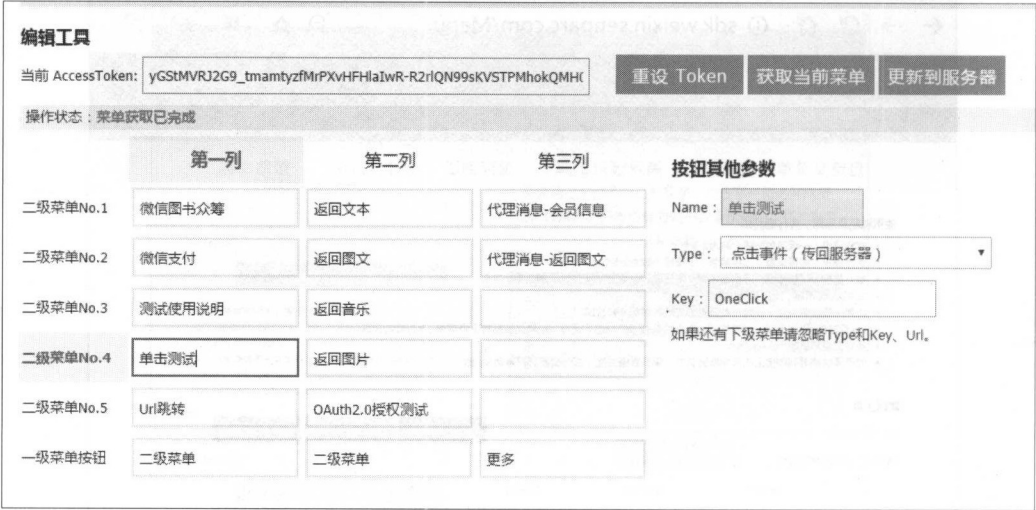 编辑工具
当前 AccessToken: yGStMVRJ2G9_tmamtyzfMrPXvHFHlaIwR-R2rlQN99sKVSTPMhokQMH( 重设 Token 获取当前菜单 更新到服务器
操作状态：菜单获取已完成
第一列 第二列 第三列 按钮其他参数
二级菜单No.1 微信图书众筹 返回文本 代理消息-会员信息 Name： 单击测试
二级菜单No.2 微信支付 返回图文 代理消息-返回图文 Type： 点击事件（传回服务器）
二级菜单No.3 测试使用说明 返回音乐 Key： OneClick
如果还有下级菜单请忽略Type和Key、Url。
二级菜单No.4 单击测试 返回图片
二级菜单No.5 Url跳转 OAuth2.0授权测试
一级菜单按钮 二级菜单 二级菜单 更多